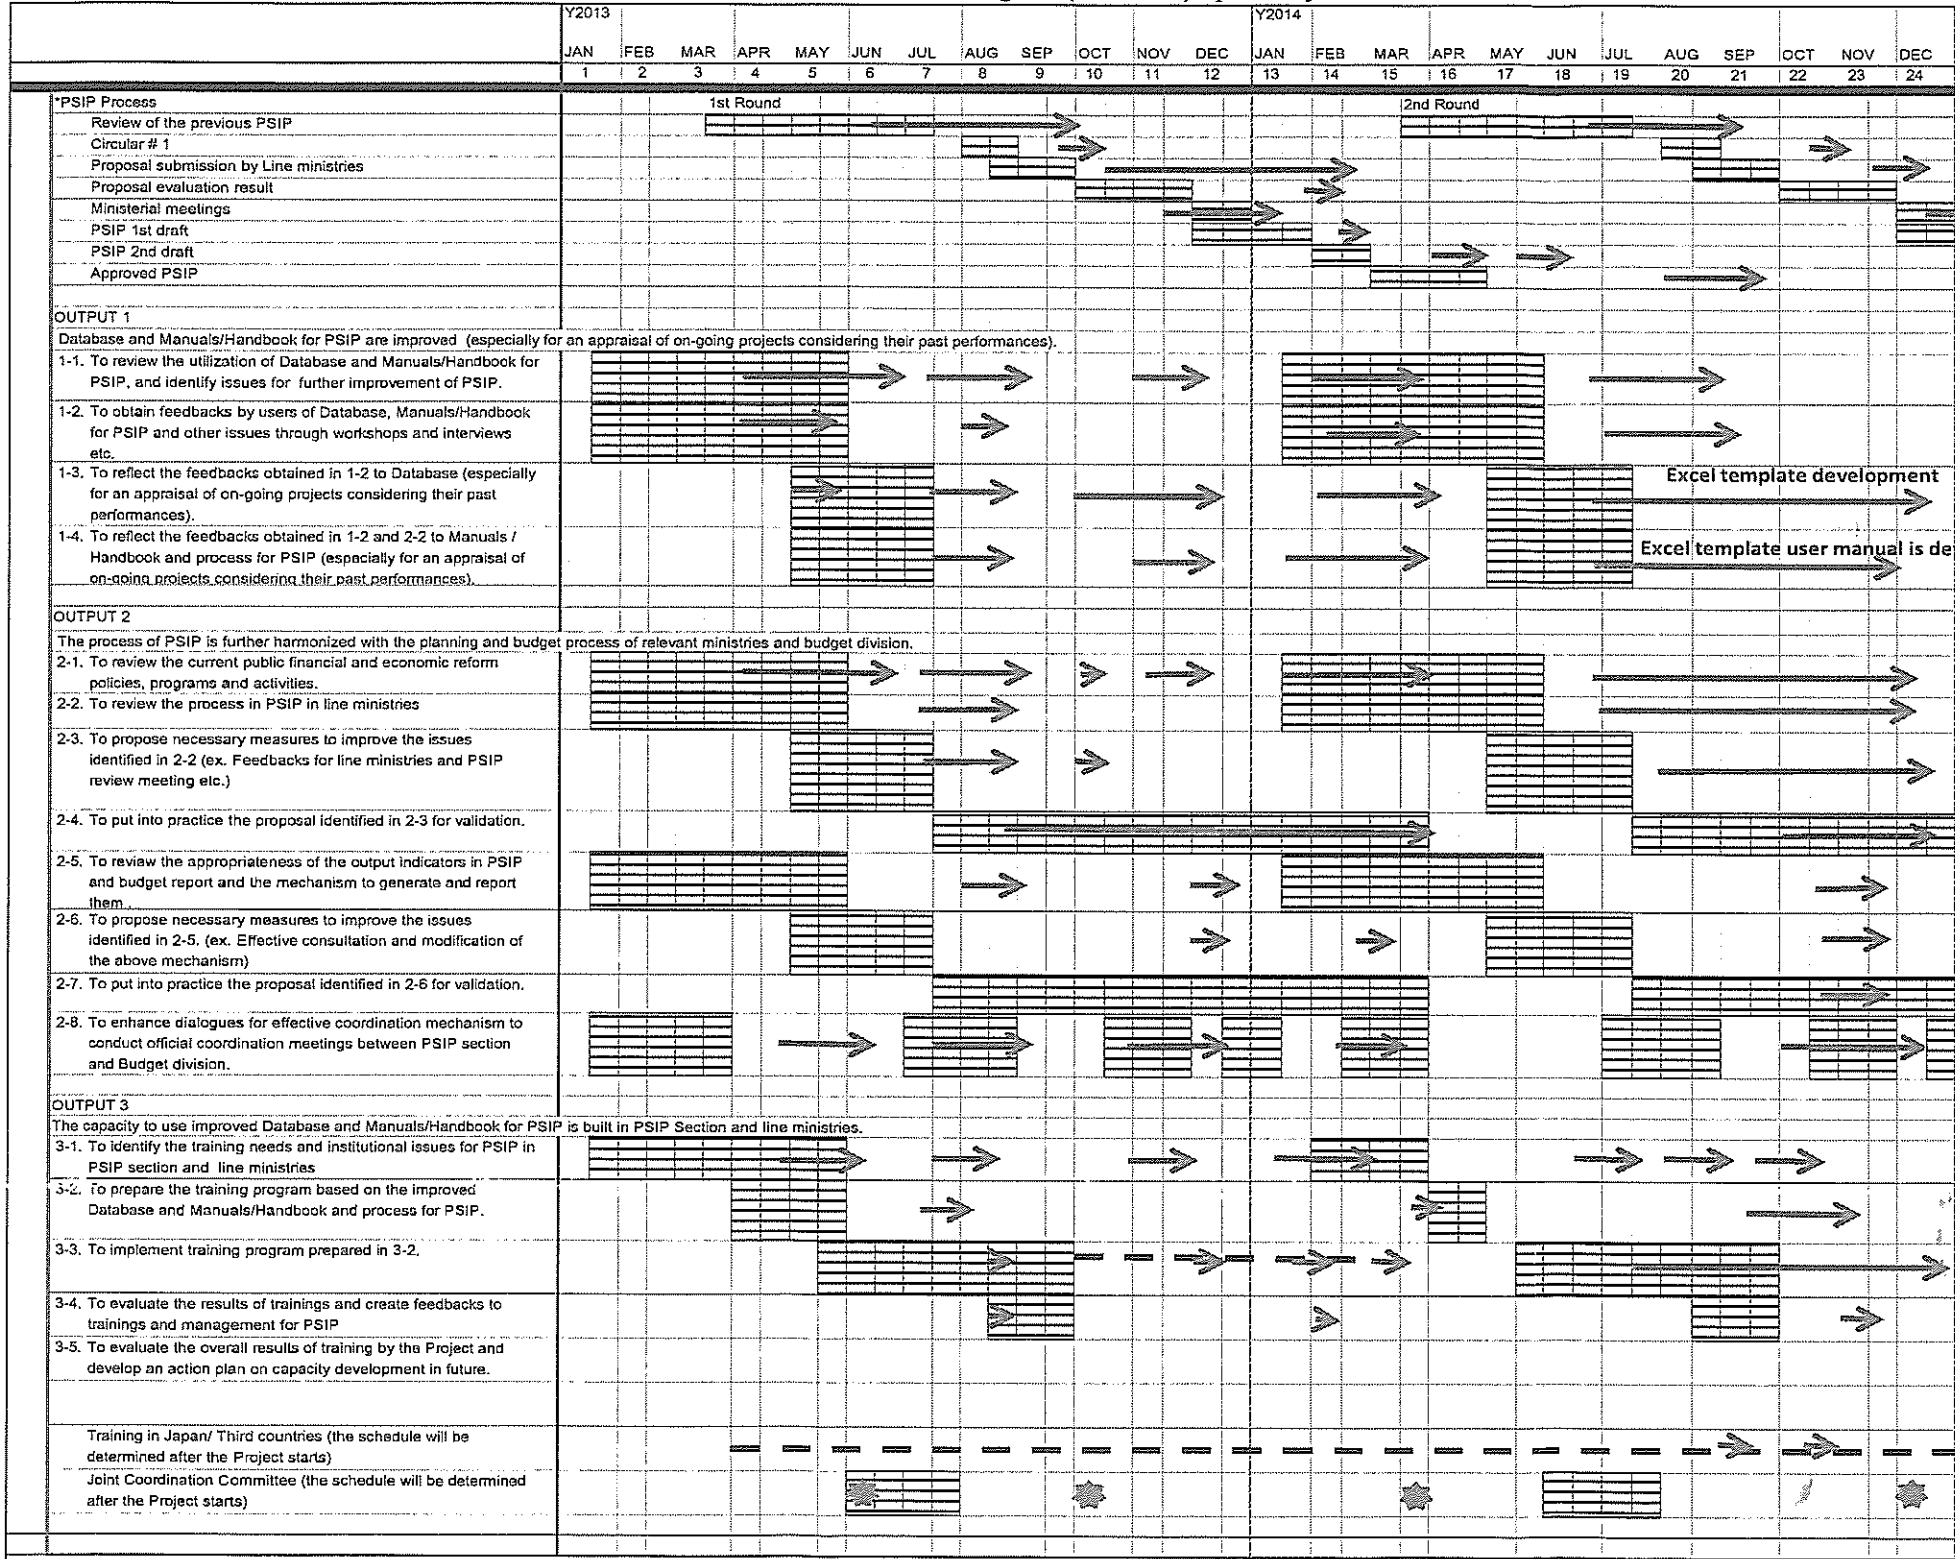 Y2013 Y2014
JAN FEB MAR APR MAY JUN JUL AUG SEP OCT NOV DEC JAN FEB MAR APR MAY JUN JUL AUG SEP OCT NOV DEC
1 2 3 4 5 6 7 8 9 10 11 12 13 14 15 16 17 18 19 20 21 22 23 24
*PSIP Process 1st Round 2nd Round
Review of the previous PSIP
Circular # 1
Proposal submission by Line ministries
Proposal evaluation result
Ministerial meetings
PSIP 1st draft
PSIP 2nd draft
Approved PSIP
OUTPUT 1
Database and Manuals/Handbook for PSIP are improved (especially for an appraisal of on-going projects considering their past performances).
1-1. To review the utilization of Database and Manuals/Handbook for
PSIP, and identify issues for further improvement of PSIP.
1-2. To obtain feedbacks by users of Database, Manuals/Handbook
for PSIP and other issues through workshops and interviews
etc.
1-3. To reflect the feedbacks obtained in 1-2 to Database (especially
for an appraisal of on-going projects considering their past
performances).
Excel template development
1-4. To reflect the feedbacks obtained in 1-2 and 2-2 to Manuals /
Handbook and process for PSIP (especially for an appraisal of
on-going projects considering their past performances).
Excel template user manual is de
OUTPUT 2
The process of PSIP is further harmonized with the planning and budget process of relevant ministries and budget division.
2-1. To review the current public financial and economic reform
policies, programs and activities.
2-2. To review the process in PSIP in line ministries
2-3. To propose necessary measures to improve the issues
identified in 2-2 (ex. Feedbacks for line ministries and PSIP
review meeting etc.)
2-4. To put into practice the proposal identified in 2-3 for validation.
2-5. To review the appropriateness of the output indicators in PSIP
and budget report and the mechanism to generate and report
them .
2-6. To propose necessary measures to improve the issues
identified in 2-5. (ex. Effective consultation and modification of
the above mechanism)
2-7. To put into practice the proposal identified in 2-6 for validation.
2-8. To enhance dialogues for effective coordination mechanism to
conduct official coordination meetings between PSIP section
and Budget division.
OUTPUT 3
The capacity to use improved Database and Manuals/Handbook for PSIP is built in PSIP Section and line ministries.
3-1. To identify the training needs and institutional issues for PSIP in
PSIP section and line ministries
3-2. To prepare the training program based on the improved
Database and Manuals/Handbook and process for PSIP.
3-3. To implement training program prepared in 3-2.
3-4. To evaluate the results of trainings and create feedbacks to
trainings and management for PSIP
3-5. To evaluate the overall results of training by the Project and
develop an action plan on capacity development in future.
Training in Japan/ Third countries (the schedule will be
determined after the Project starts)
Joint Coordination Committee (the schedule will be determined
after the Project starts)